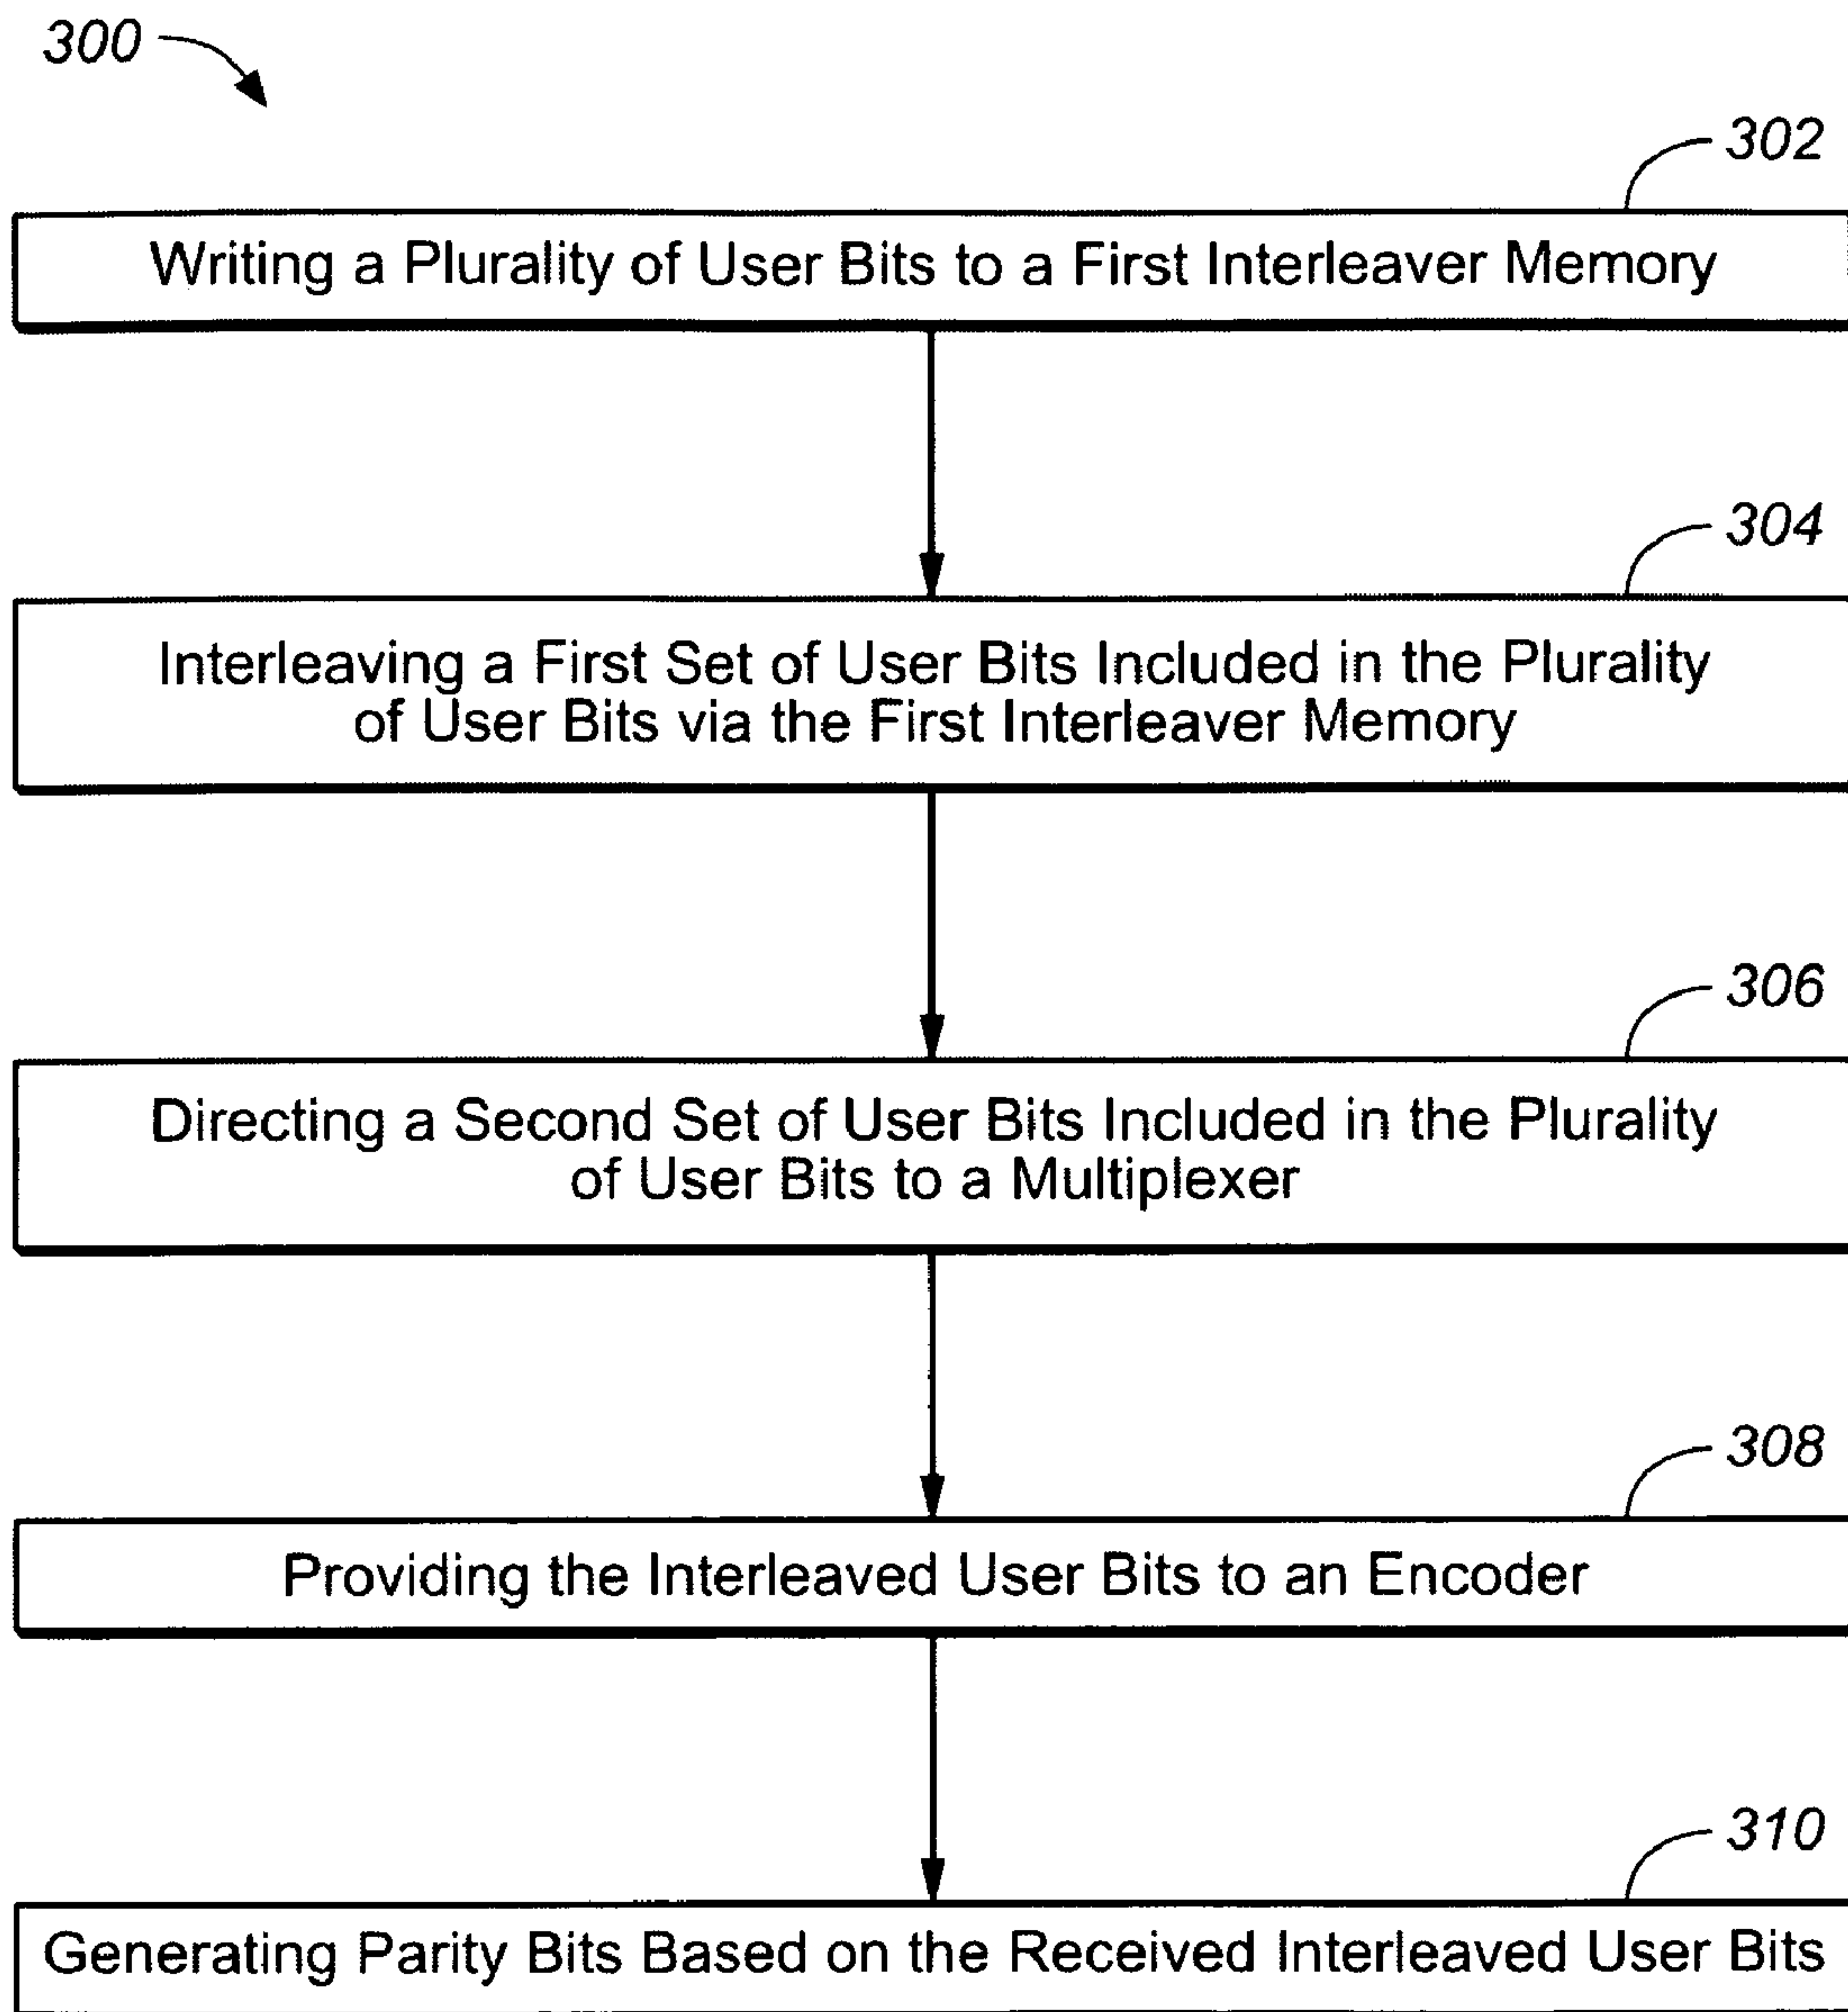 300
302
Writing a Plurality of User Bits to a First Interleaver Memory
304
Interleaving a First Set of User Bits Included in the Plurality
of User Bits via the First Interleaver Memory
306
Directing a Second Set of User Bits Included in the Plurality
of User Bits to a Multiplexer
308
Providing the Interleaved User Bits to an Encoder
310
Generating Parity Bits Based on the Received Interleaved User Bits